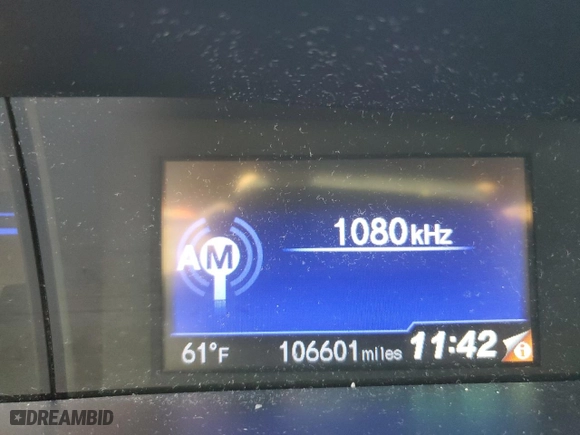 1080kHz
AM
61°F 106601miles 11:42 i
DREAMBID